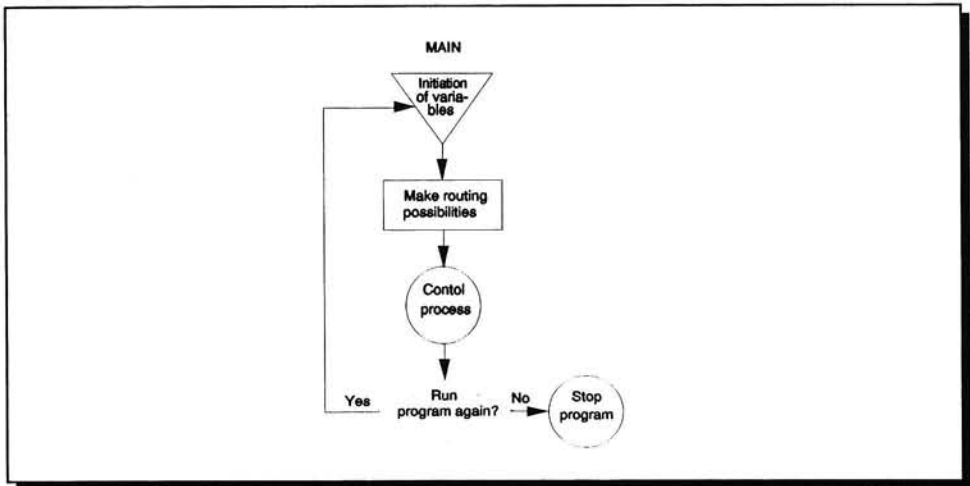 MAIN
Initiation
of varia-
bles
Make routing
possibilities
Contol
process
Run
program again?
Yes
No
Stop
program